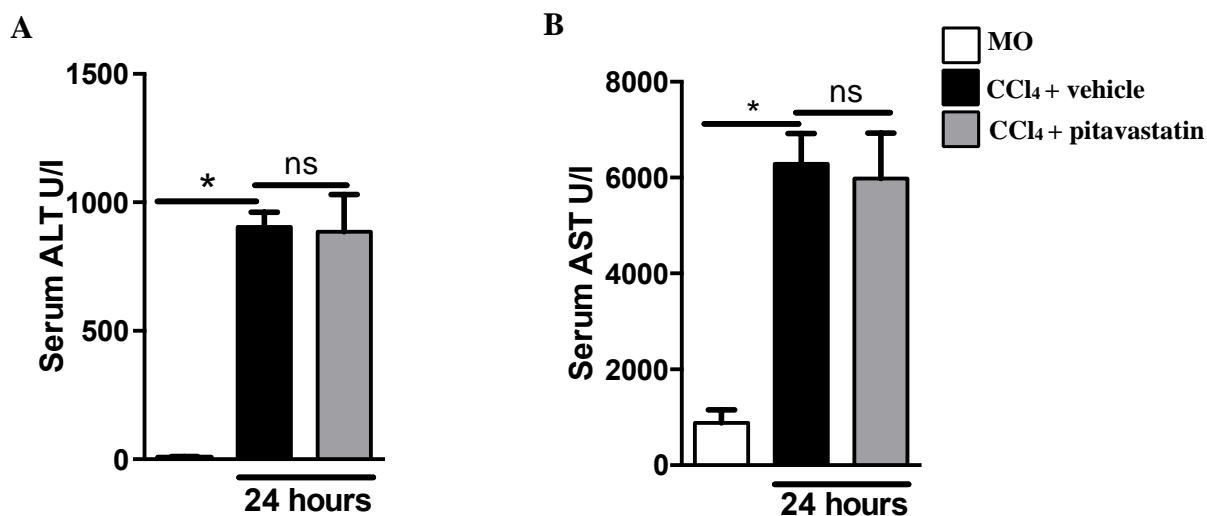 A
Serum ALT U/l
1500
1000
500
0
*
ns
24 hours
B
Serum AST U/l
8000
6000
4000
2000
0
*
ns
24 hours
MO
CCl₄ + vehicle
CCl₄ + pitavastatin